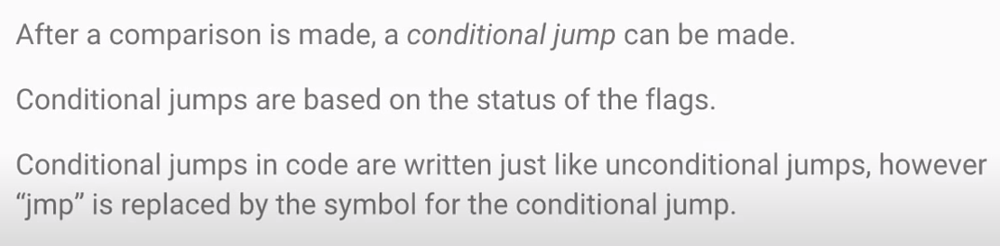 After a comparison is made, a conditional jump can be made.
Conditional jumps are based on the status of the flags.
Conditional jumps in code are written just like unconditional jumps, however
“jmp” is replaced by the symbol for the conditional jump.